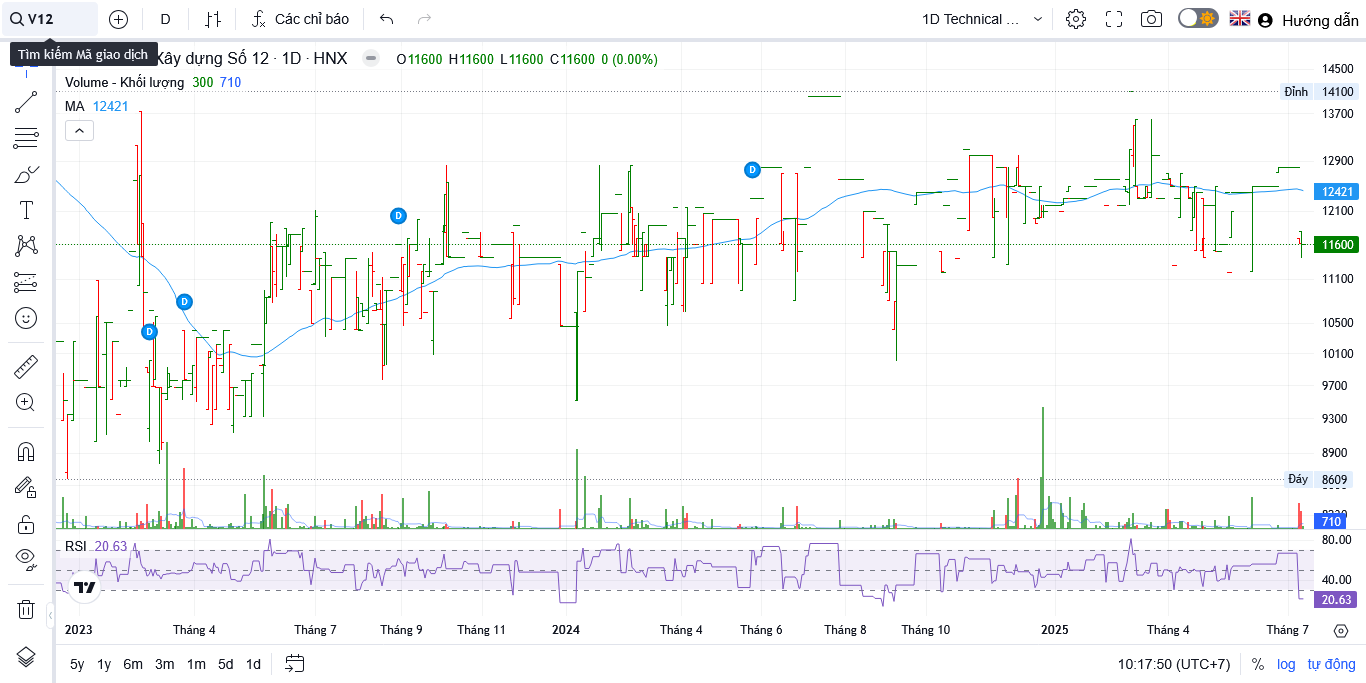 V12 D Các chỉ báo 1D Technical ... Hướng dẫn
Tìm kiếm Mã giao dịch
Xây dựng Số 12 · 1D · HNX O11600 H11600 L11600 C11600 0 (0.00%)
Volume - Khối lượng 300 710
MA 12421
14500
Đỉnh 14100
13700
12900
12421
12100
11600
11100
10500
10100
9700
9300
8900
Đáy 8609
710
D
D
D
D
RSI 20.63
80.00
40.00
20.63
2023 Tháng 4 Tháng 7 Tháng 9 Tháng 11 2024 Tháng 4 Tháng 6 Tháng 8 Tháng 10 2025 Tháng 4 Tháng 7
5y 1y 6m 3m 1m 5d 1d 10:17:50 (UTC+7) % log tự động